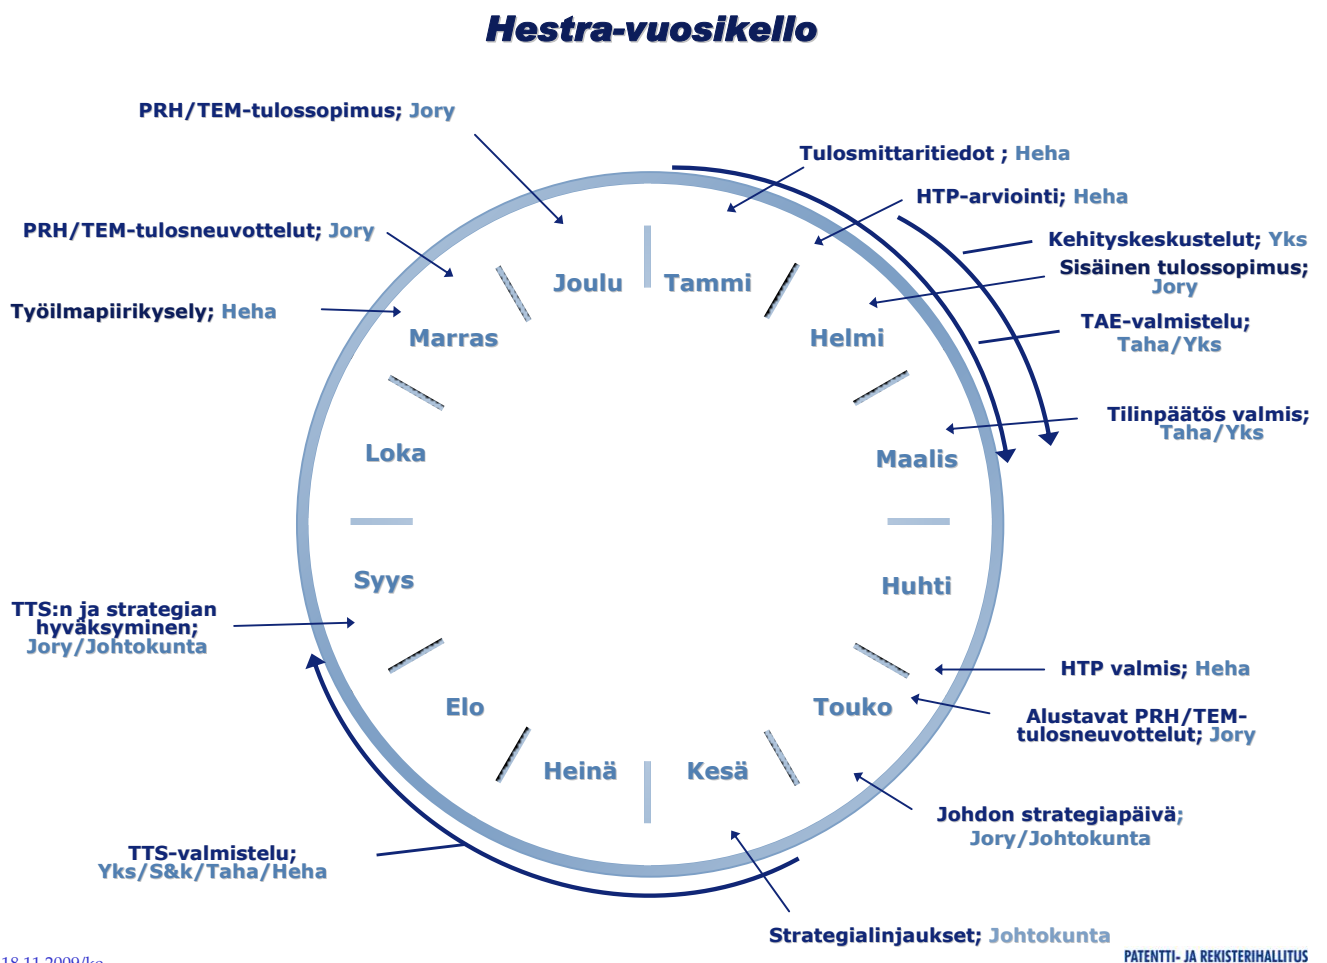 Hestra-vuosikello
PRH/TEM-tulossopimus; Jory
Tulosmittaritiedot ; Heha
HTP-arviointi; Heha
PRH/TEM-tulosneuvottelut; Jory
Kehityskeskustelut; Yks
Sisäinen tulossopimus;
Jory
Työilmapiirikysely; Heha
TAE-valmistelu;
Taha/Yks
Tilinpäätös valmis;
Taha/Yks
Joulu
Tammi
Marras
Helmi
Loka
Maalis
Syys
Huhti
Elo
Touko
Heinä
Kesä
TTS:n ja strategian
hyväksyminen;
Jory/Johtokunta
HTP valmis; Heha
Alustavat PRH/TEM-
tulosneuvottelut; Jory
Johdon strategiapäivä;
Jory/Johtokunta
TTS-valmistelu;
Yks/S&k/Taha/Heha
Strategialinjaukset; Johtokunta
PATENTTI- JA REKISTERIHALLITUS
18.11.2009/